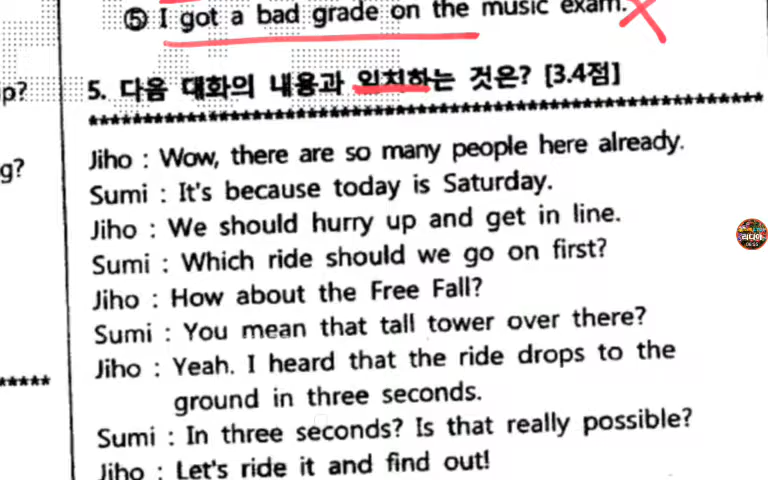 ⑤ I got a bad grade on the music exam.
p?
5. 다음 대화의 내용과 일치하는 것은? [3.4점]
************************************************
g?
Jiho : Wow, there are so many people here already.
Sumi : It's because today is Saturday.
Jiho : We should hurry up and get in line.
Sumi : Which ride should we go on first?
Jiho : How about the Free Fall?
Sumi : You mean that tall tower over there?
Jiho : Yeah. I heard that the ride drops to the
ground in three seconds.
*****
Sumi : In three seconds? Is that really possible?
Jiho : Let's ride it and find out!